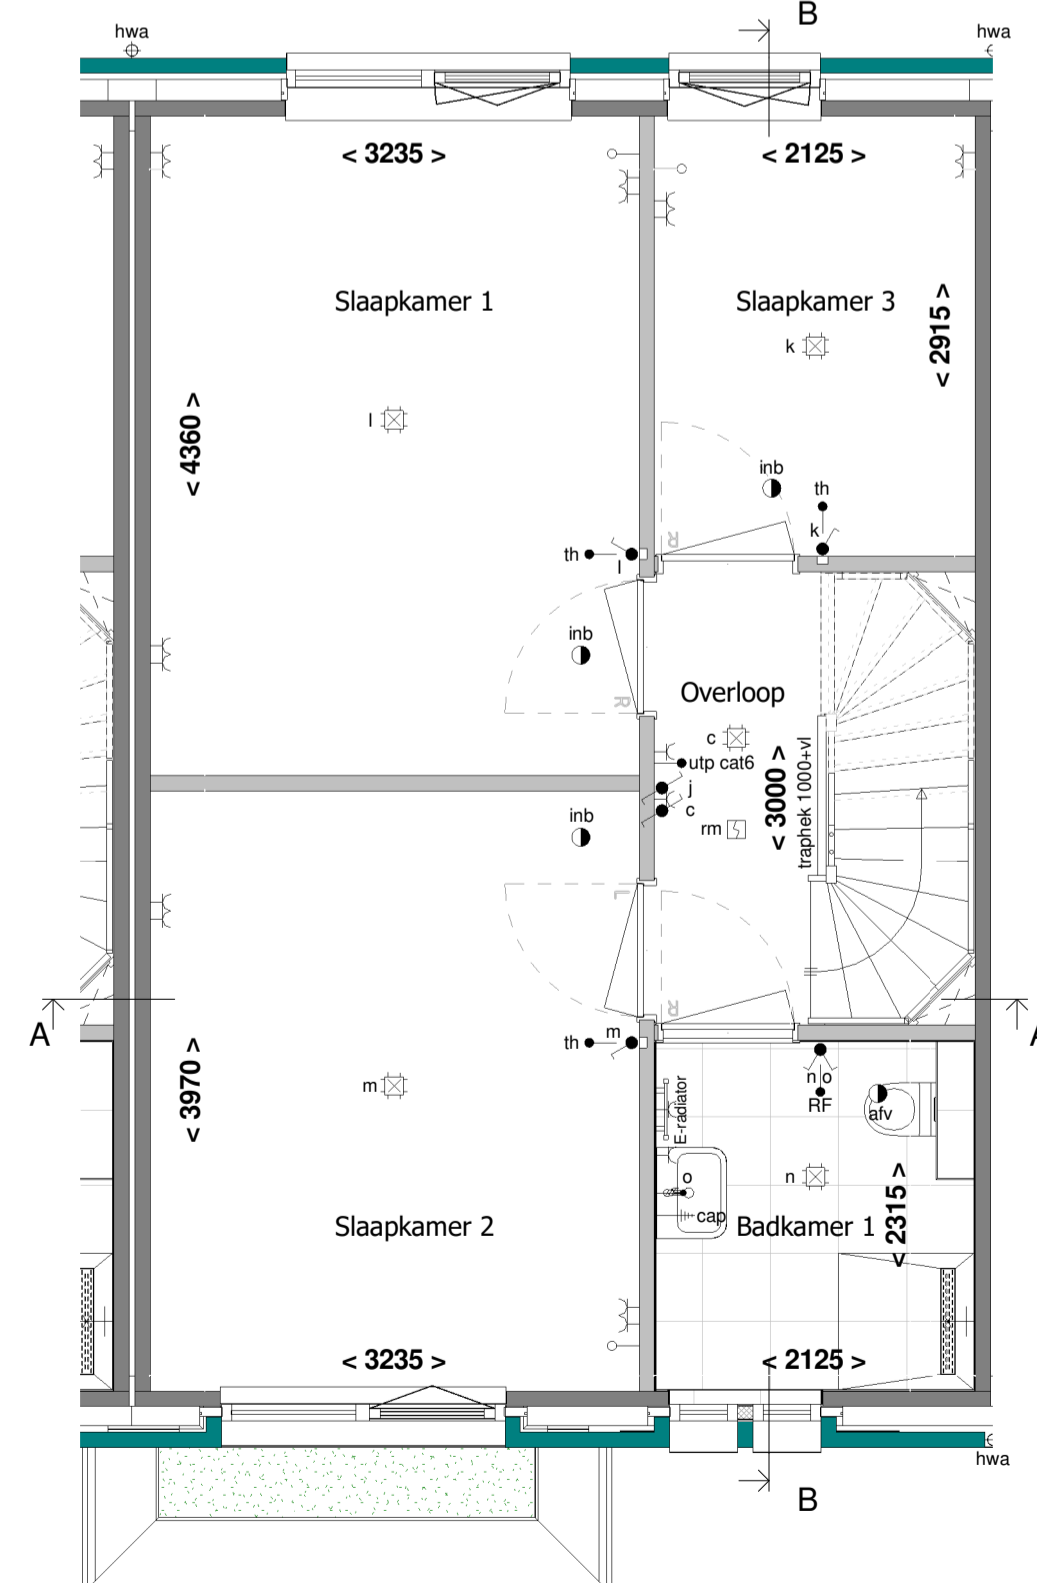 B
hwa
hwa
< 3235 >
< 2125 >
Slaapkamer 1
Slaapkamer 3
< 2915 >
k
l
< 4360 >
inb
th
k
R
th
l
inb
R
Overloop
c
utp cat6
j
c
< 3000 >
traphek 1000+vl
rm
inb
L
R
A
A
th
m
n o
RF
afv
E-radiator
m
< 3970 >
n
o
cap
< 2315 >
Slaapkamer 2
Badkamer 1
< 3235 >
< 2125 >
hwa
B